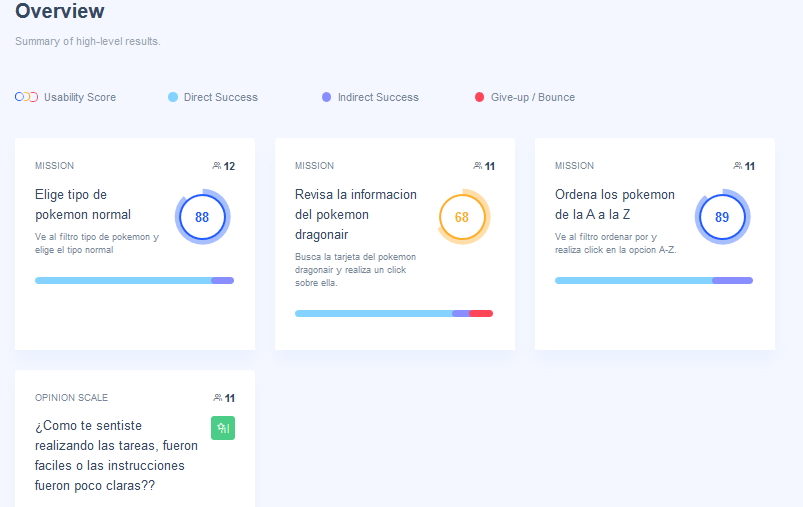 Overview
Summary of high-level results.
Usability Score
Direct Success
Indirect Success
Give-up / Bounce
MISSION
12
Elige tipo de
pokemon normal
88
Ve al filtro tipo de pokemon y
elige el tipo normal
MISSION
11
Revisa la informacion
del pokemon
dragonair
68
Busca la tarjeta del pokemon
dragonair y realiza un click
sobre ella.
MISSION
11
Ordena los pokemon
de la A a la Z
89
Ve al filtro ordenar por y
realiza click en la opcion A-Z.
OPINION SCALE
11
¿Como te sentiste
realizando las tareas, fueron
faciles o las instrucciones
fueron poco claras??